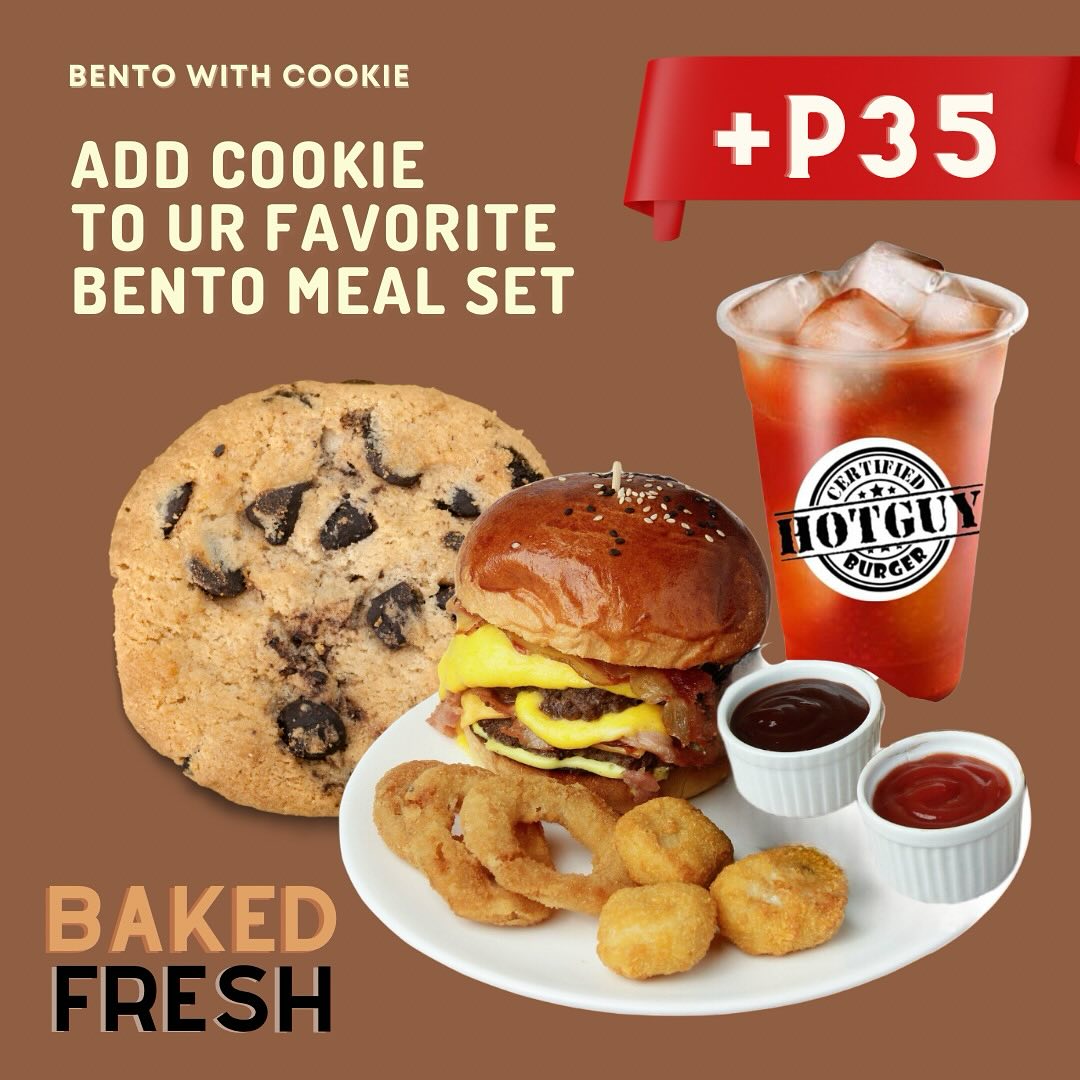 BENTO WITH COOKIE
+P35
ADD COOKIE
TO UR FAVORITE
BENTO MEAL SET
CERTIFIED
HOTGUY
BURGER
BAKED
FRESH